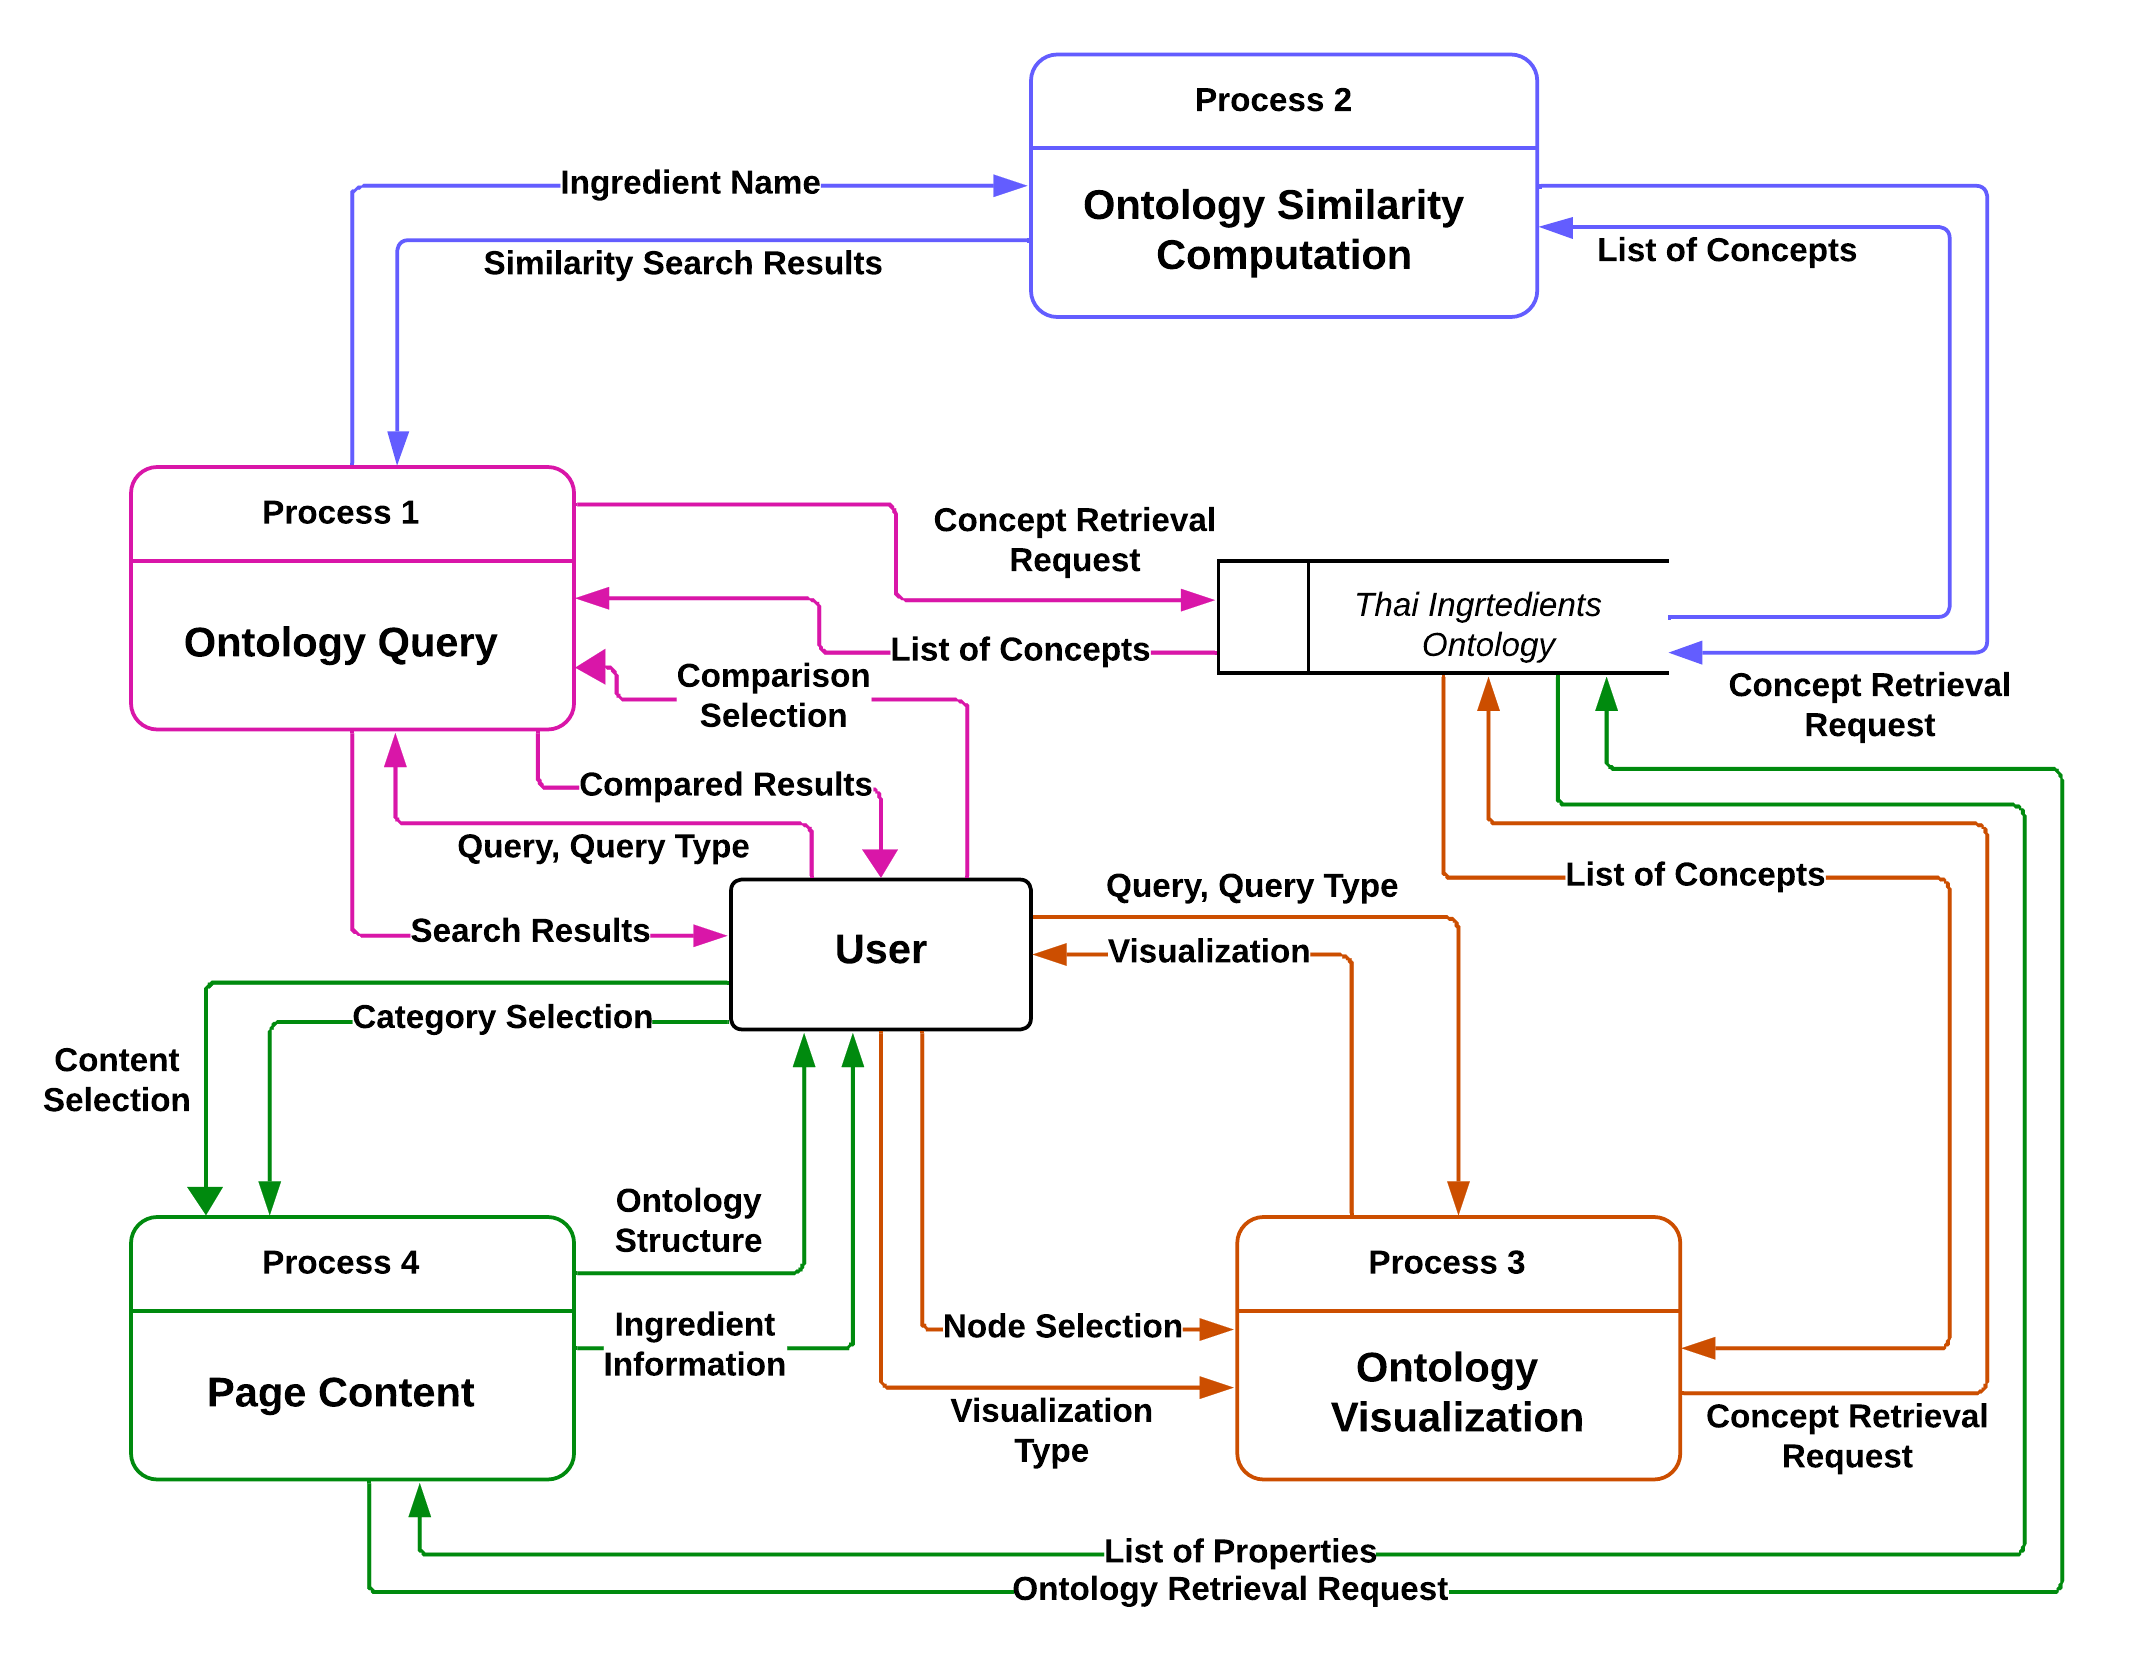 Process 2
Ontology Similarity
Computation
Ingredient Name
Similarity Search Results
List of Concepts
Process 1
Ontology Query
Concept Retrieval
Request
List of Concepts
Thai Ingrtedients
Ontology
Concept Retrieval
Request
Comparison
Selection
Compared Results
Query, Query Type
Search Results
User
Query, Query Type
Visualization
List of Concepts
Category Selection
Content
Selection
Ontology
Structure
Process 4
Page Content
Ingredient
Information
Node Selection
Visualization
Type
Process 3
Ontology
Visualization
Concept Retrieval
Request
List of Properties
Ontology Retrieval Request